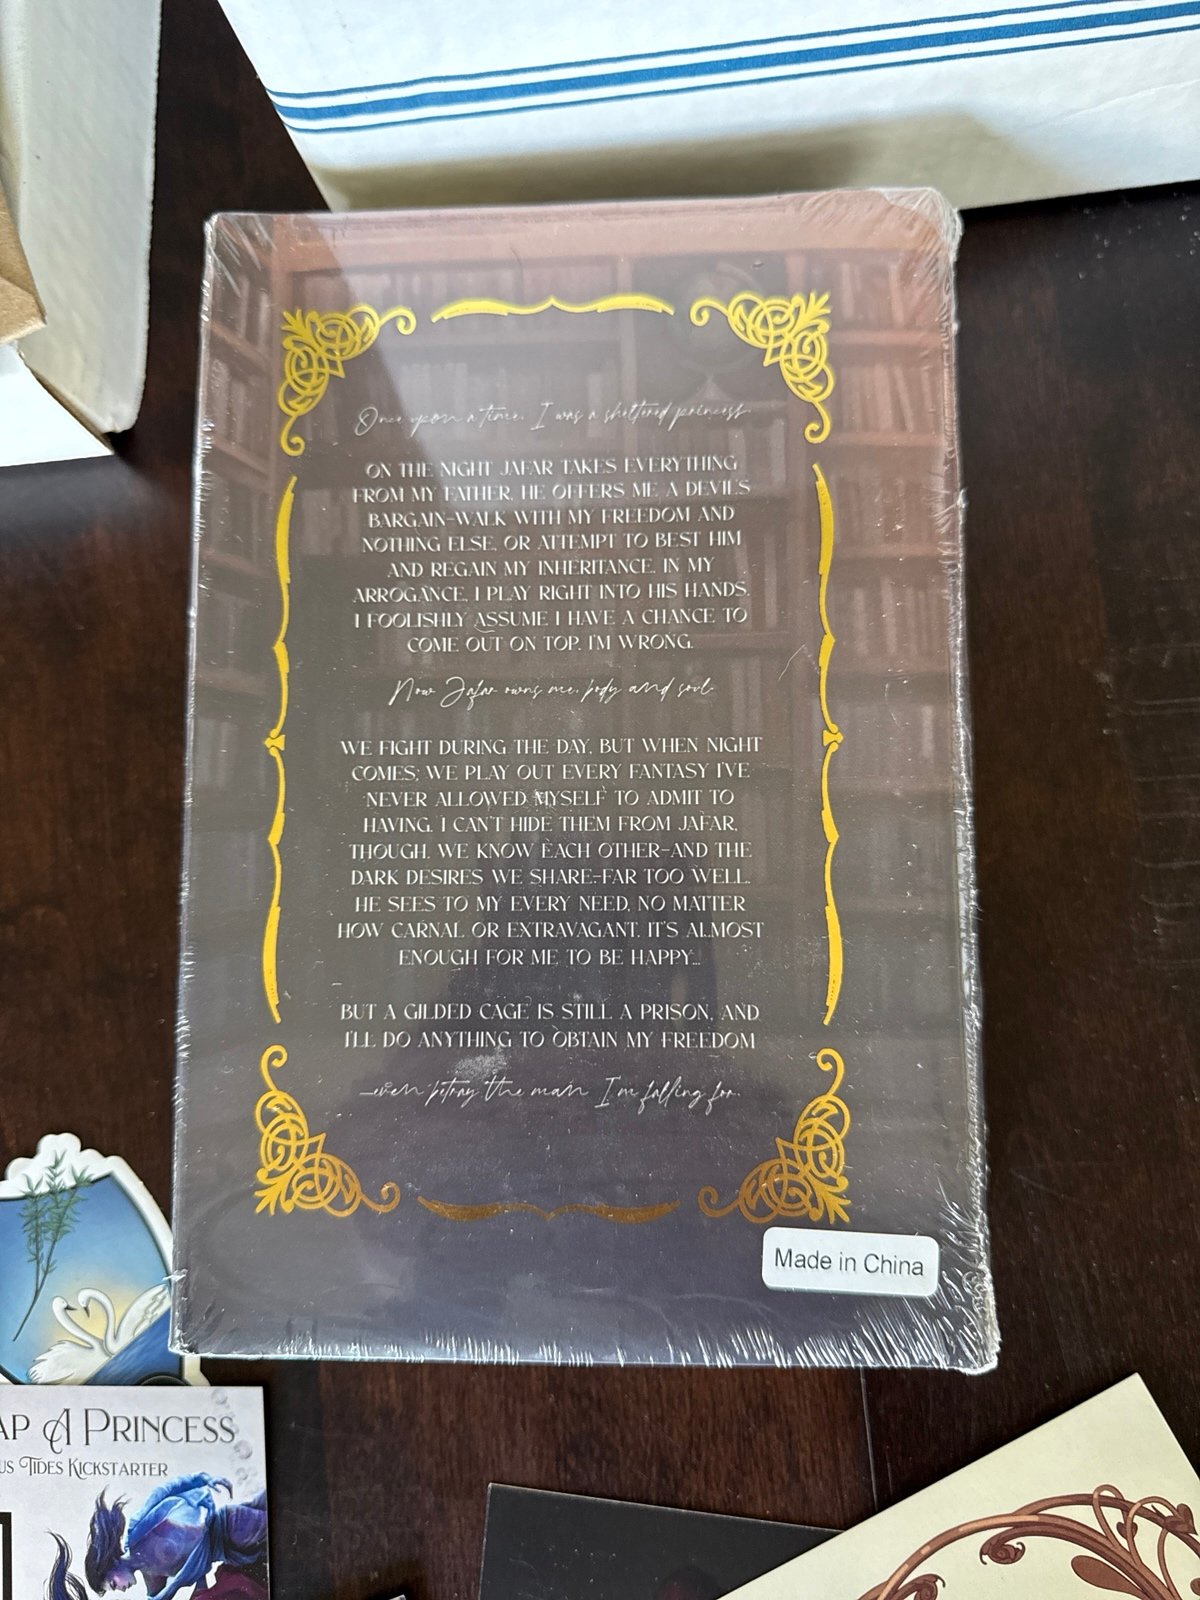 Once upon a time, I was a sheltered princess.
ON THE NIGHT JAFAR TAKES EVERYTHING
FROM MY FATHER, HE OFFERS ME A DEVIL'S
BARGAIN–WALK WITH MY FREEDOM AND
NOTHING ELSE, OR ATTEMPT TO BEST HIM
AND REGAIN MY INHERITANCE. IN MY
ARROGANCE, I PLAY RIGHT INTO HIS HANDS.
I FOOLISHLY ASSUME I HAVE A CHANCE TO
COME OUT ON TOP. I'M WRONG.
Now Jafar owns me, body and soul.
WE FIGHT DURING THE DAY, BUT WHEN NIGHT
COMES; WE PLAY OUT EVERY FANTASY I'VE
NEVER ALLOWED MYSELF TO ADMIT TO
HAVING. I CAN'T HIDE THEM FROM JAFAR,
THOUGH. WE KNOW EACH OTHER–AND THE
DARK DESIRES WE SHARE–FAR TOO WELL.
HE SEES TO MY EVERY NEED, NO MATTER
HOW CARNAL OR EXTRAVAGANT. IT'S ALMOST
ENOUGH FOR ME TO BE HAPPY...
BUT A GILDED CAGE IS STILL A PRISON, AND
I'LL DO ANYTHING TO OBTAIN MY FREEDOM
—even betray the man I'm falling for.
Made in China
AP A PRINCESS
US TIDES KICKSTARTER